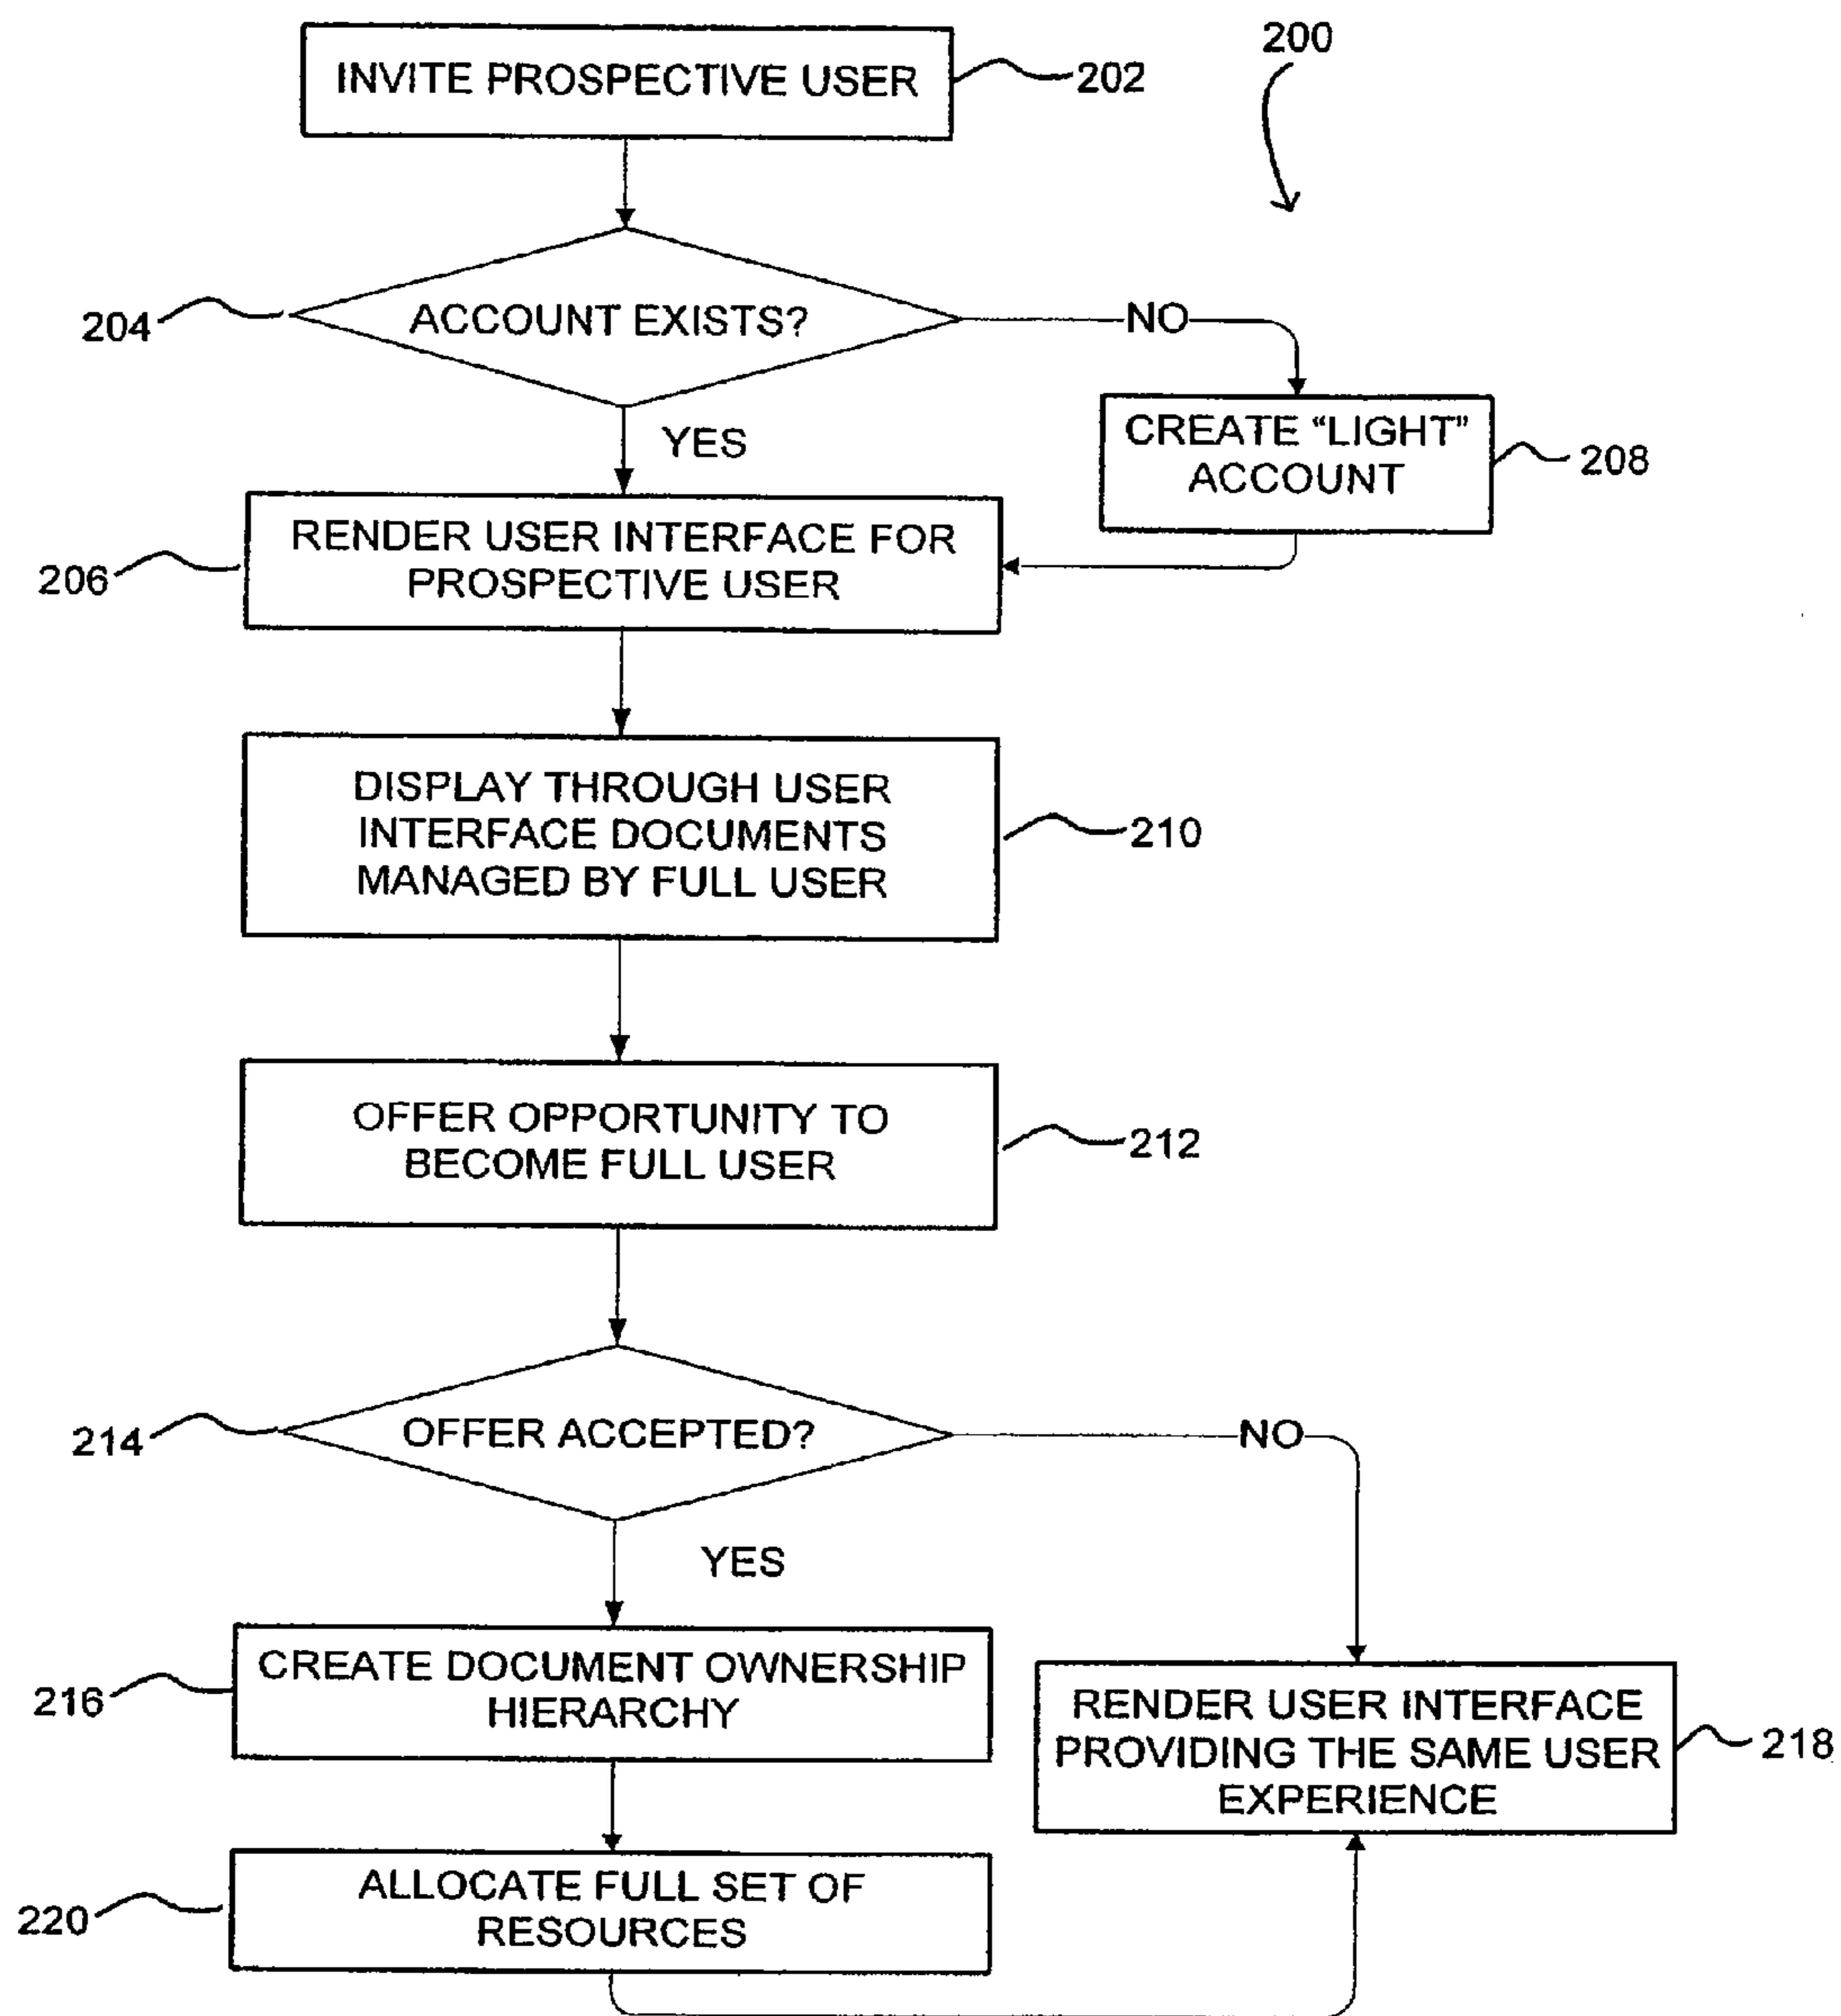 200
INVITE PROSPECTIVE USER
202
204
ACCOUNT EXISTS?
NO
YES
CREATE “LIGHT”
ACCOUNT
208
RENDER USER INTERFACE FOR
PROSPECTIVE USER
206
DISPLAY THROUGH USER
INTERFACE DOCUMENTS
MANAGED BY FULL USER
210
OFFER OPPORTUNITY TO
BECOME FULL USER
212
214
OFFER ACCEPTED?
NO
YES
CREATE DOCUMENT OWNERSHIP
HIERARCHY
216
RENDER USER INTERFACE
PROVIDING THE SAME USER
EXPERIENCE
218
ALLOCATE FULL SET OF
RESOURCES
220